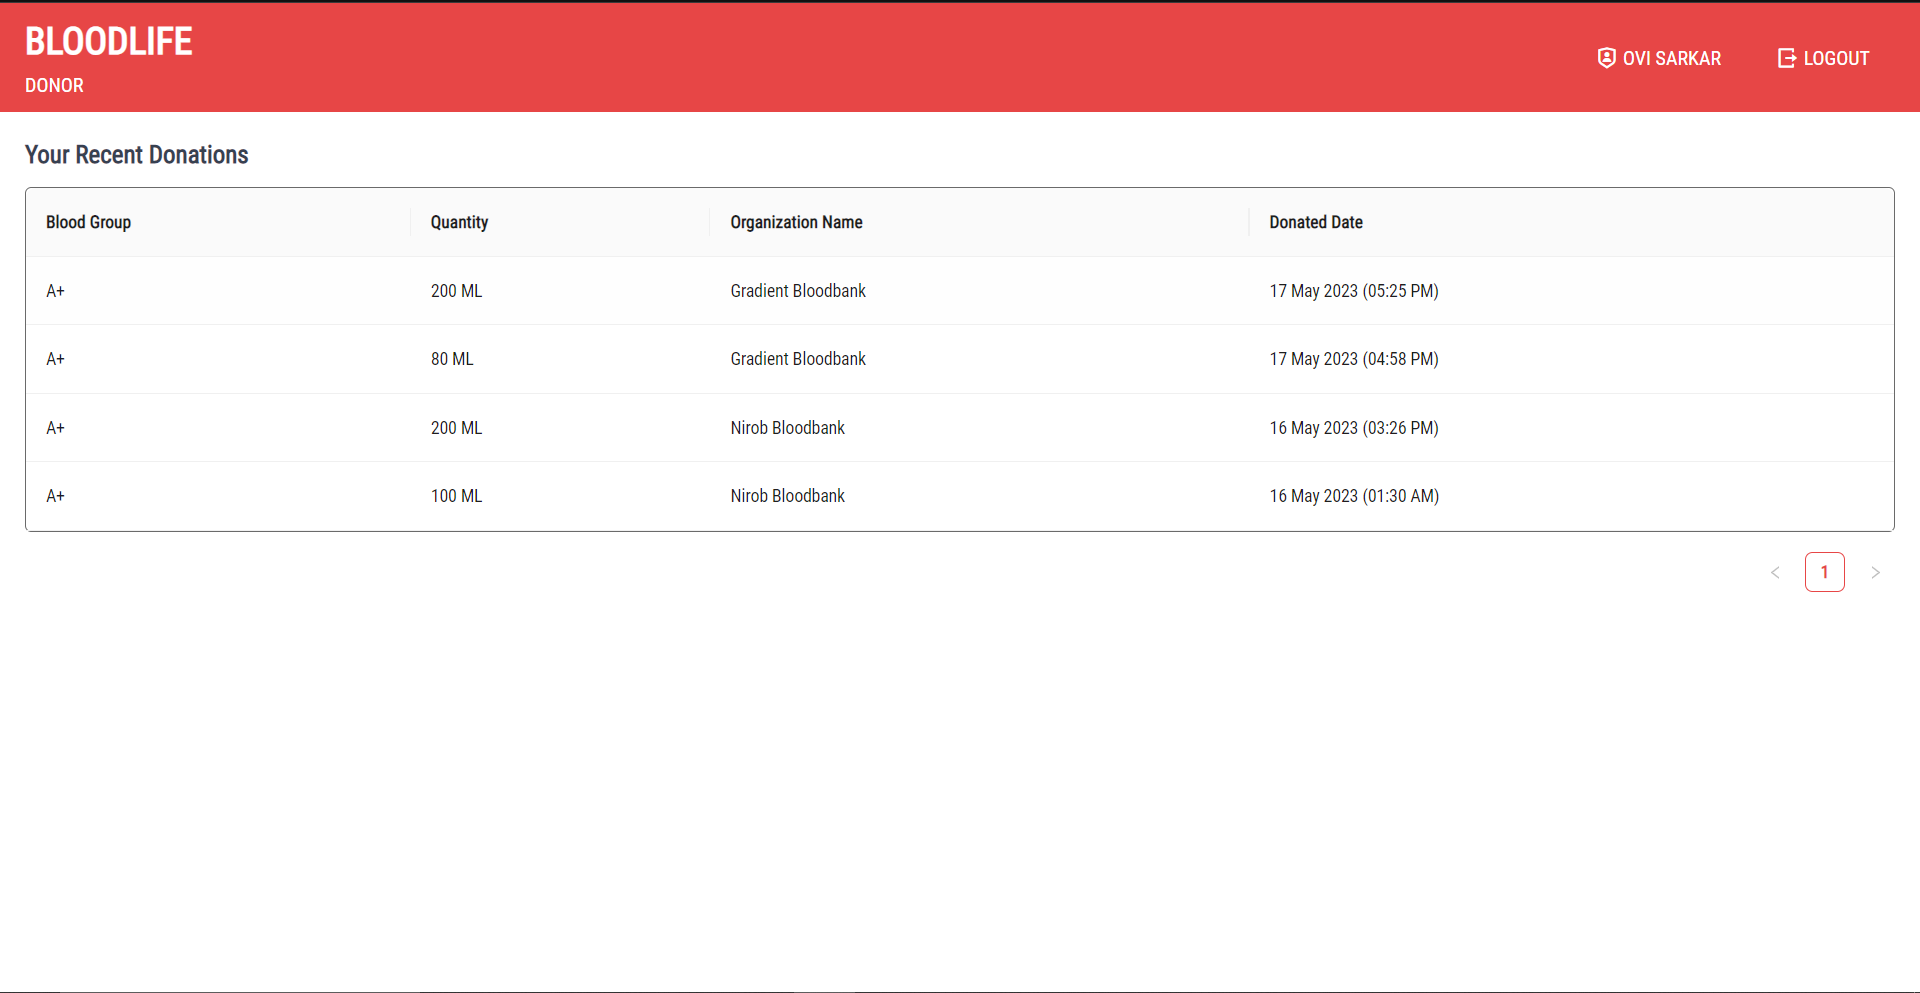 BLOODLIFE
DONOR
OVI SARKAR
LOGOUT
Your Recent Donations
Blood Group Quantity Organization Name Donated Date
A+ 200 ML Gradient Bloodbank 17 May 2023 (05:25 PM)
A+ 80 ML Gradient Bloodbank 17 May 2023 (04:58 PM)
A+ 200 ML Nirob Bloodbank 16 May 2023 (03:26 PM)
A+ 100 ML Nirob Bloodbank 16 May 2023 (01:30 AM)
< 1 >